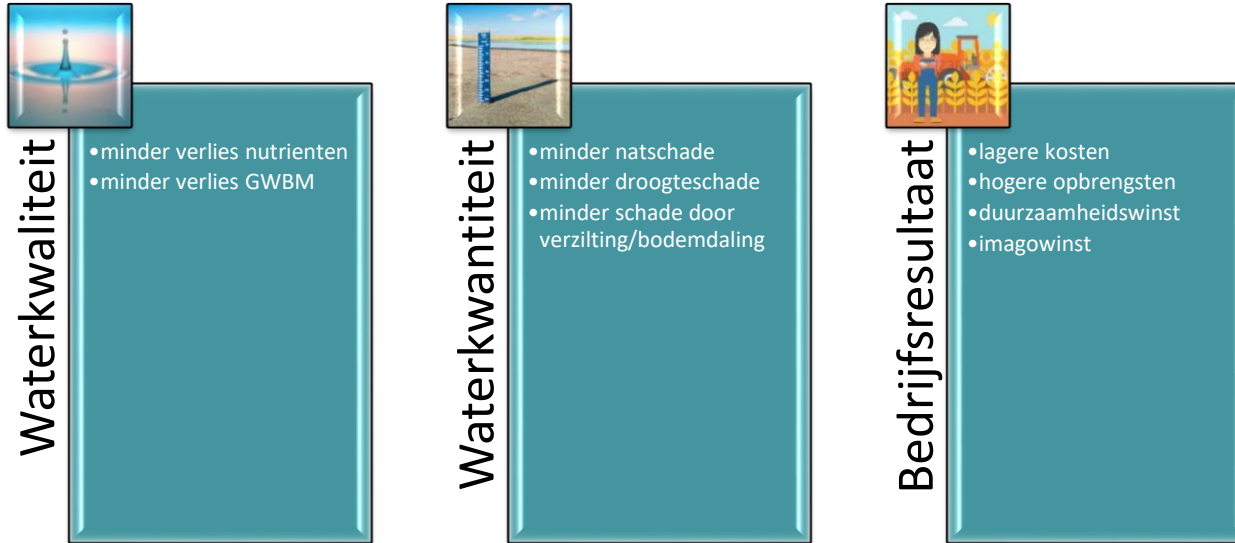 Waterkwaliteit
•minder verlies nutrienten
•minder verlies GWBM
Waterkwantiteit
•minder natschade
•minder droogteschade
•minder schade door
verzilting/bodemdaling
Bedrijfsresultaat
•lagere kosten
•hogere opbrengsten
•duurzaamheidswinst
•imagowinst